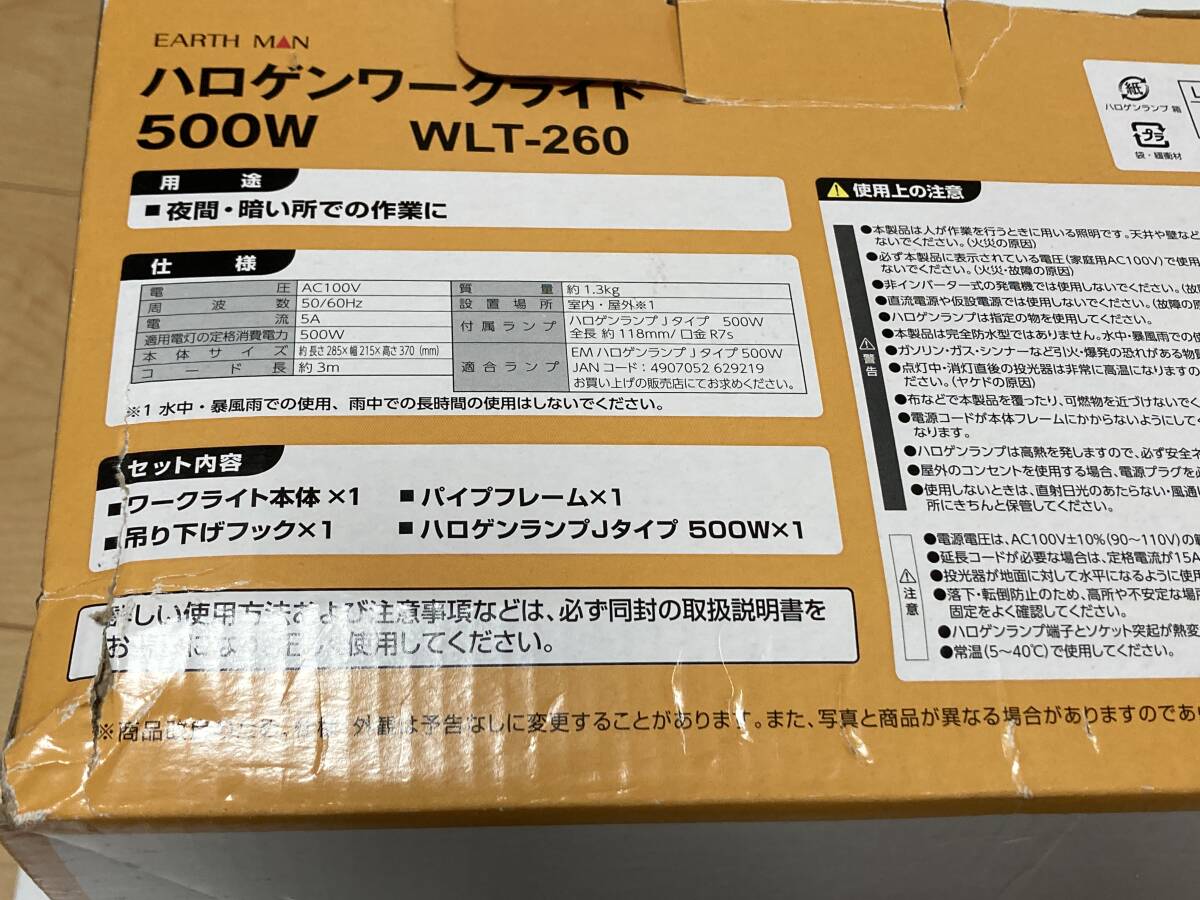 EARTH MAN
ハロゲンワークライト
500W WLT-260
用途
■夜間・暗い所での作業に
仕様
電圧 AC100V
周波数 50/60Hz
電流 5A
適用電灯の定格消費電力 500W
本体サイズ 約長さ285×幅215×高さ370(mm)
コード長 約3m
質量 約1.3kg
設置場所 室内・屋外※1
付属ランプ ハロゲンランプ Jタイプ 500W
全長 約118mm/ 口金 R7s
適合ランプ EM ハロゲンランプ Jタイプ 500W
JANコード:4907052 629219
お買い上げの販売店にてお求めください。
※1 水中・暴風雨での使用、雨中での長時間の使用はしないでください。
セット内容
■ワークライト本体×1 ■パイプフレーム×1
■吊り下げフック×1 ■ハロゲンランプJタイプ 500W×1
しい使用方法および注意事項などは、必ず同封の取扱説明書を
使用してください。
外観は予告なしに変更することがあります。また、写真と商品が異なる場合がありますのであ
紙
ハロゲンランプ 箱
プラ
袋・緩衝材
使用上の注意
警告
●本製品は人が作業を行うときに用いる照明です。天井や壁など
ないでください。(火災の原因)
●必ず本製品に表示されている電圧(家庭用AC100V)で使用
ないでください。(火災・故障の原因)
●非インバーター式の発電機では使用しないでください。(故
●直流電源や仮設電源では使用しないでください。(故障の原
●ハロゲンランプは指定の物を使用してください。
●本製品は完全防水型ではありません。水中・暴風雨での使
●ガソリン・ガス・シンナーなど引火・爆発の恐れがある物
●点灯中・消灯直後の投光器は非常に高温になりますの
ださい。(ヤケドの原因)
●布などで本製品を覆ったり、可燃物を近づけないでく
●電源コードが本体フレームにかからないようにして
なります。
●ハロゲンランプは高熱を発しますので、必ず安全ネ
●屋外のコンセントを使用する場合、電源プラグを
●使用しないときは、直射日光のあたらない・風通
所にきちんと保管してください。
注意
●電源電圧は、AC100V±10%(90~110V)の
●延長コードが必要な場合は、定格電流が15A
●投光器が地面に対して水平になるように使用
●落下・転倒防止のため、高所や不安定な場所
固定をよく確認してください。
●ハロゲンランプ端子とソケット突起が熱変
●常温(5~40℃)で使用してください。